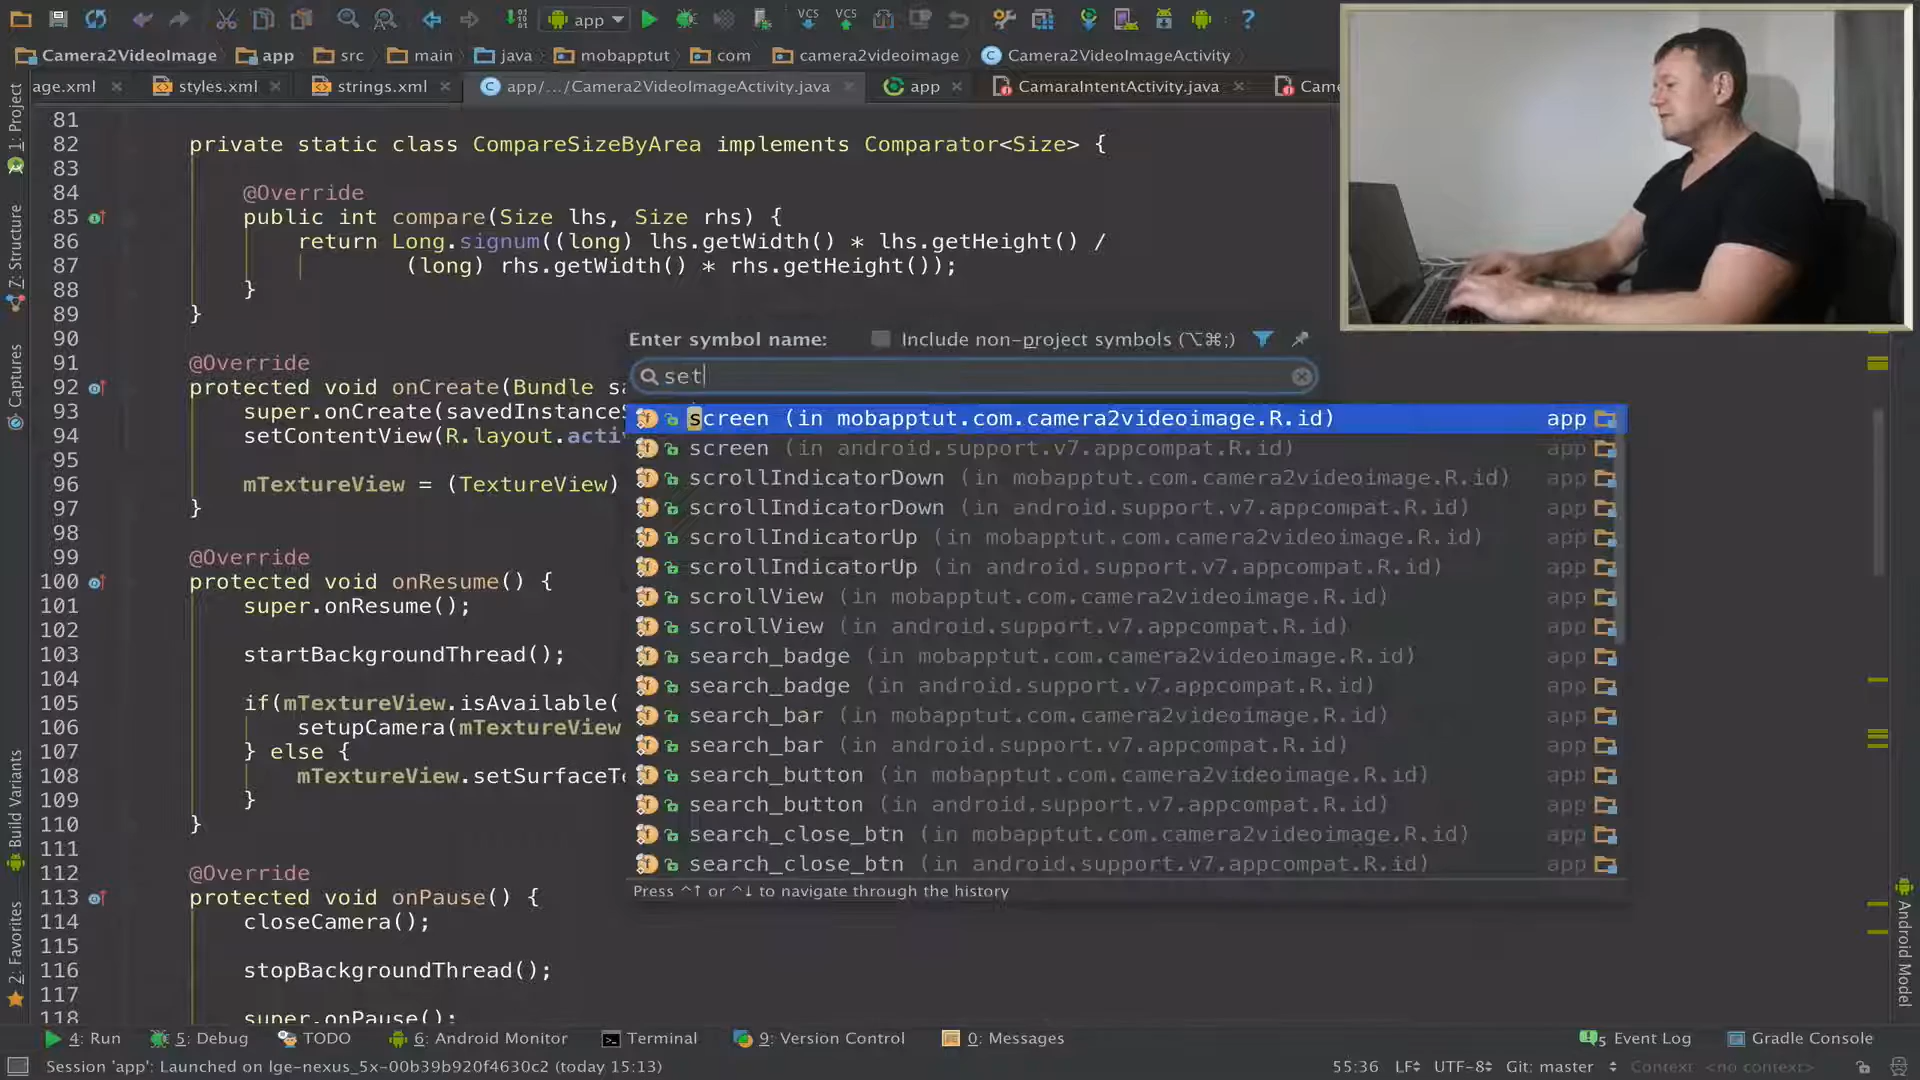 app
VCS
VCS
Camera2VideoImage
app
src
main
java
mobapptut
com
camera2videoimage
Camera2VideoImageActivity
age.xml
styles.xml
strings.xml
app/.../Camera2VideoImageActivity.java
app
CamaraIntentActivity.java
Came
1: Project
7: Structure
Captures
Build Variants
2: Favorites
Android Model
81
82 private static class CompareSizeByArea implements Comparator<Size> {
83
84 @Override
85 public int compare(Size lhs, Size rhs) {
86 return Long.signum((long) lhs.getWidth() * lhs.getHeight() /
87 (long) rhs.getWidth() * rhs.getHeight());
88 }
89 }
90
91 @Override
92 protected void onCreate(Bundle sa
93 super.onCreate(savedInstanceS
94 setContentView(R.layout.activ
95
96 mTextureView = (TextureView)
97 }
98
99 @Override
100 protected void onResume() {
101 super.onResume();
102
103 startBackgroundThread();
104
105 if(mTextureView.isAvailable(
106 setupCamera(mTextureView
107 } else {
108 mTextureView.setSurfaceTe
109 }
110 }
111
112 @Override
113 protected void onPause() {
114 closeCamera();
115
116 stopBackgroundThread();
117
118 super.onPause();
Enter symbol name:
Include non-project symbols (⌥⌘;)
set
screen (in mobapptut.com.camera2videoimage.R.id) app
screen (in android.support.v7.appcompat.R.id) app
scrollIndicatorDown (in mobapptut.com.camera2videoimage.R.id) app
scrollIndicatorDown (in android.support.v7.appcompat.R.id) app
scrollIndicatorUp (in mobapptut.com.camera2videoimage.R.id) app
scrollIndicatorUp (in android.support.v7.appcompat.R.id) app
scrollView (in mobapptut.com.camera2videoimage.R.id) app
scrollView (in android.support.v7.appcompat.R.id) app
search_badge (in mobapptut.com.camera2videoimage.R.id) app
search_badge (in android.support.v7.appcompat.R.id) app
search_bar (in mobapptut.com.camera2videoimage.R.id) app
search_bar (in android.support.v7.appcompat.R.id) app
search_button (in mobapptut.com.camera2videoimage.R.id) app
search_button (in android.support.v7.appcompat.R.id) app
search_close_btn (in mobapptut.com.camera2videoimage.R.id) app
search_close_btn (in android.support.v7.appcompat.R.id) app
Press ^↑ or ^↓ to navigate through the history
4: Run
5: Debug
TODO
6: Android Monitor
Terminal
9: Version Control
0: Messages
5 Event Log
Gradle Console
Session 'app': Launched on lge-nexus_5x-00b39b920f4630c2 (today 15:13)
55:36
LF
UTF-8
Git: master
Context: <no context>